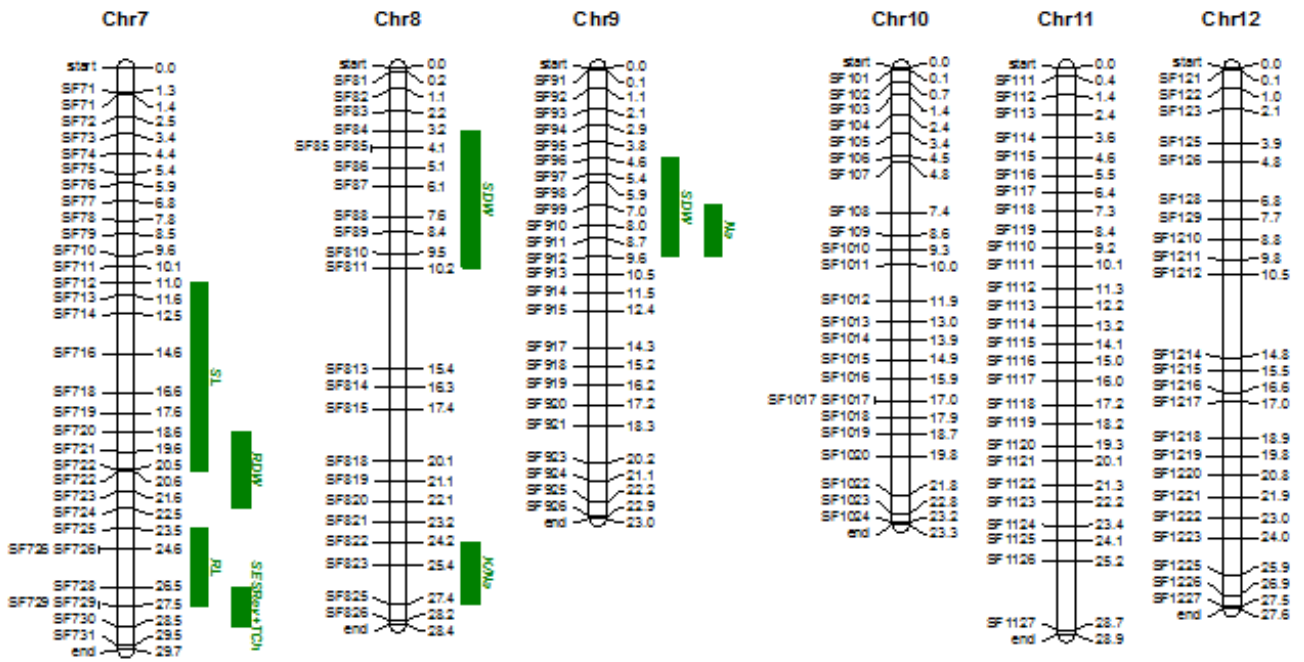 Chr7
start 0.0
SF71 1.3
SF71 1.4
SF72 2.5
SF73 3.4
SF74 4.4
SF75 5.4
SF76 5.9
SF77 6.8
SF78 7.8
SF79 8.5
SF710 9.6
SF711 10.1
SF712 11.0
SF713 11.6
SF714 12.5
SF716 14.6
SF718 16.6
SF719 17.6
SF720 18.6
SF721 19.6
SF722 20.5
SF722 20.6
SF723 21.6
SF724 22.5
SF725 23.5
SF726 SF726 24.6
SF728 26.5
SF729 SF729 27.5
SF730 28.5
SF731 29.5
end 29.7
SL
RDW
RL
SESRev+TCh
Chr8
start 0.0
SF81 0.2
SF82 1.1
SF83 2.2
SF84 3.2
SF85 SF85 4.1
SF86 5.1
SF87 6.1
SF88 7.6
SF89 8.4
SF810 9.5
SF811 10.2
SF813 15.4
SF814 16.3
SF815 17.4
SF818 20.1
SF819 21.1
SF820 22.1
SF821 23.2
SF822 24.2
SF823 25.4
SF825 27.4
SF826 28.2
end 28.4
SDW
K/Na
Chr9
start 0.0
SF91 0.1
SF92 1.1
SF93 2.1
SF94 2.9
SF95 3.8
SF96 4.6
SF97 5.4
SF98 5.9
SF99 7.0
SF910 8.0
SF911 8.7
SF912 9.6
SF913 10.5
SF914 11.5
SF915 12.4
SF917 14.3
SF918 15.2
SF919 16.2
SF920 17.2
SF921 18.3
SF923 20.2
SF924 21.1
SF925 22.2
SF926 22.9
end 23.0
SDW
Na
Chr10
start 0.0
SF101 0.1
SF102 0.7
SF103 1.4
SF104 2.4
SF105 3.4
SF106 4.5
SF107 4.8
SF108 7.4
SF109 8.6
SF1010 9.3
SF1011 10.0
SF1012 11.9
SF1013 13.0
SF1014 13.9
SF1015 14.9
SF1016 15.9
SF1017 SF1017 17.0
SF1018 17.9
SF1019 18.7
SF1020 19.8
SF1022 21.8
SF1023 22.8
SF1024 23.2
end 23.3
Chr11
start 0.0
SF111 0.4
SF112 1.4
SF113 2.4
SF114 3.6
SF115 4.6
SF116 5.5
SF117 6.4
SF118 7.3
SF119 8.4
SF1110 9.2
SF1111 10.1
SF1112 11.3
SF1113 12.2
SF1114 13.2
SF1115 14.1
SF1116 15.0
SF1117 16.0
SF1118 17.2
SF1119 18.2
SF1120 19.3
SF1121 20.1
SF1122 21.3
SF1123 22.2
SF1124 23.4
SF1125 24.1
SF1126 25.2
SF1127 28.7
end 28.9
Chr12
start 0.0
SF121 0.1
SF122 1.0
SF123 2.1
SF125 3.9
SF126 4.8
SF128 6.8
SF129 7.7
SF1210 8.8
SF1211 9.8
SF1212 10.5
SF1214 14.8
SF1215 15.5
SF1216 16.6
SF1217 17.0
SF1218 18.9
SF1219 19.8
SF1220 20.8
SF1221 21.9
SF1222 23.0
SF1223 24.0
SF1225 25.9
SF1226 26.9
SF1227 27.5
end 27.6